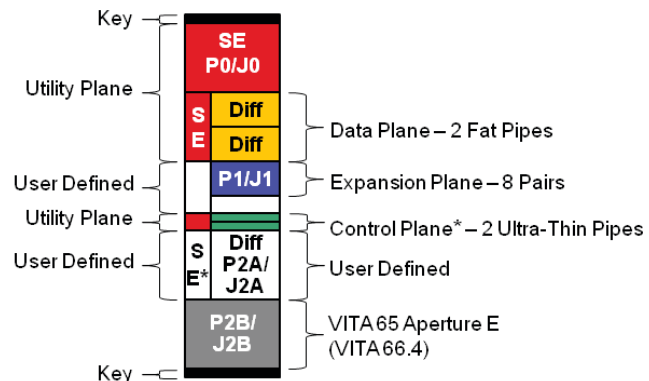 Key
SE
P0/J0
Utility Plane
S
E
Diff
Diff
Data Plane – 2 Fat Pipes
User Defined
P1/J1
Expansion Plane – 8 Pairs
Utility Plane
Control Plane* – 2 Ultra-Thin Pipes
User Defined
S
E*
Diff
P2A/
J2A
User Defined
P2B/
J2B
VITA 65 Aperture E
(VITA 66.4)
Key